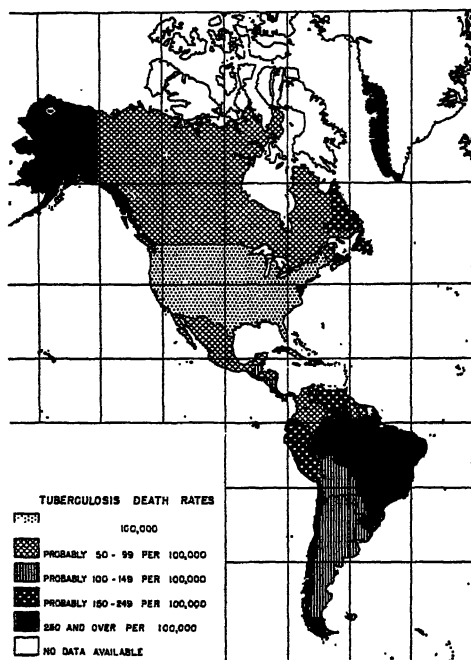 TUBERCULOSIS DEATH RATES
100,000
PROBABLY 50 - 99 PER 100,000
PROBABLY 100 - 149 PER 100,000
PROBABLY 150 - 249 PER 100,000
250 AND OVER PER 100,000
NO DATA AVAILABLE